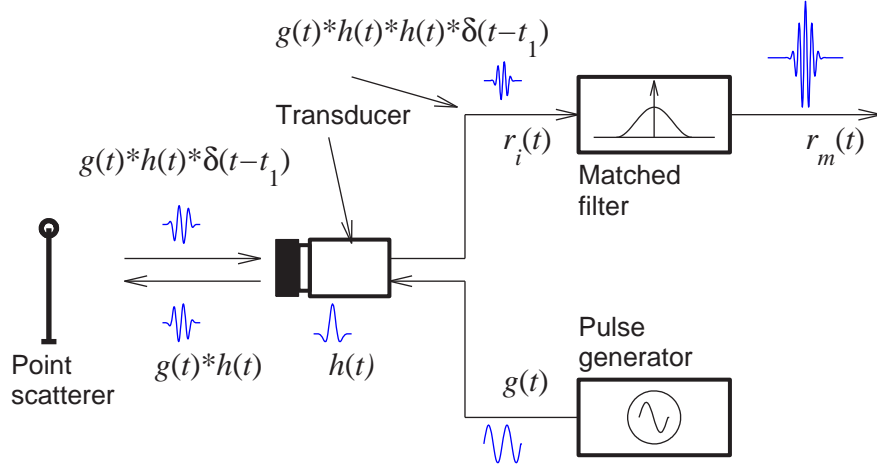 g(t)*h(t)*h(t)*δ(t−t₁)
Transducer
rᵢ(t)
rₘ(t)
Matched
filter
g(t)*h(t)*δ(t−t₁)
Point
scatterer
g(t)*h(t)
h(t)
g(t)
Pulse
generator